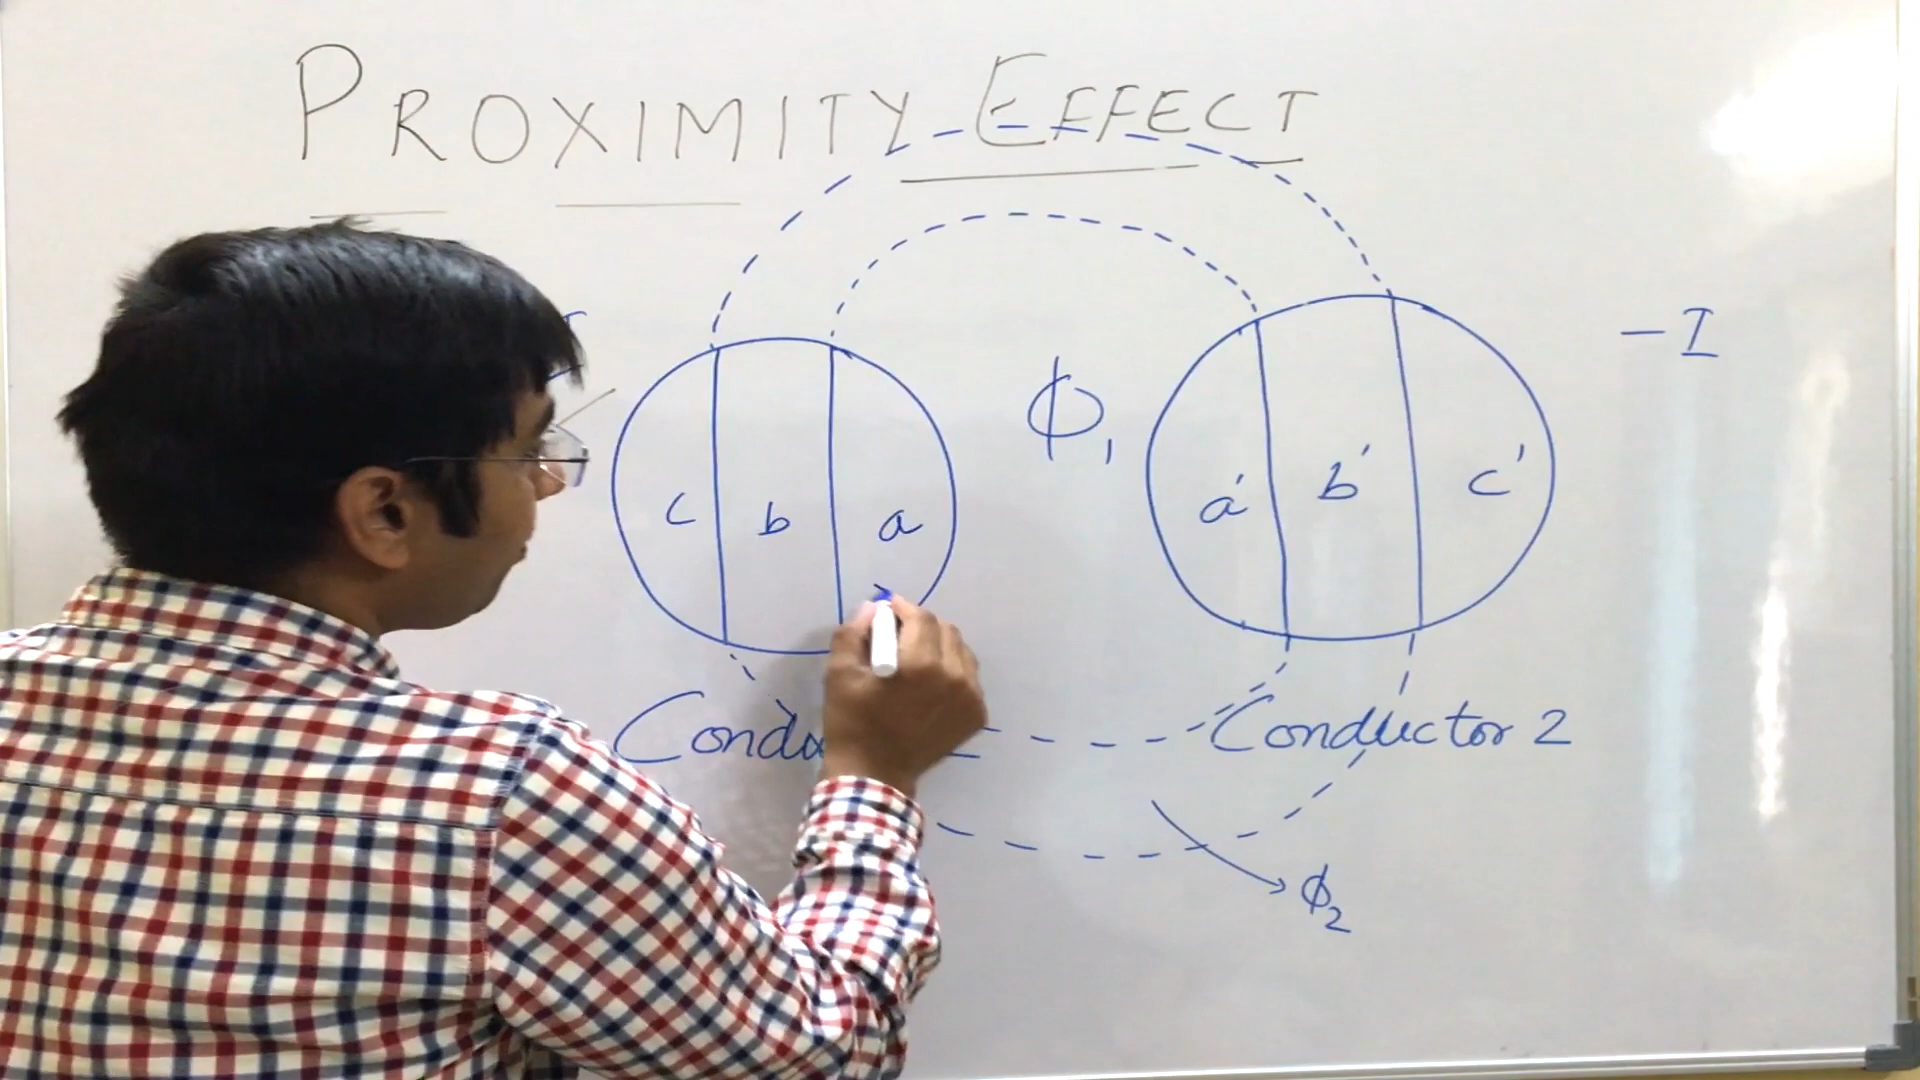 PROXIMITY EFFECT
I
-I
ϕ₁
c b a
a' b' c'
Conductor 2
ϕ₂